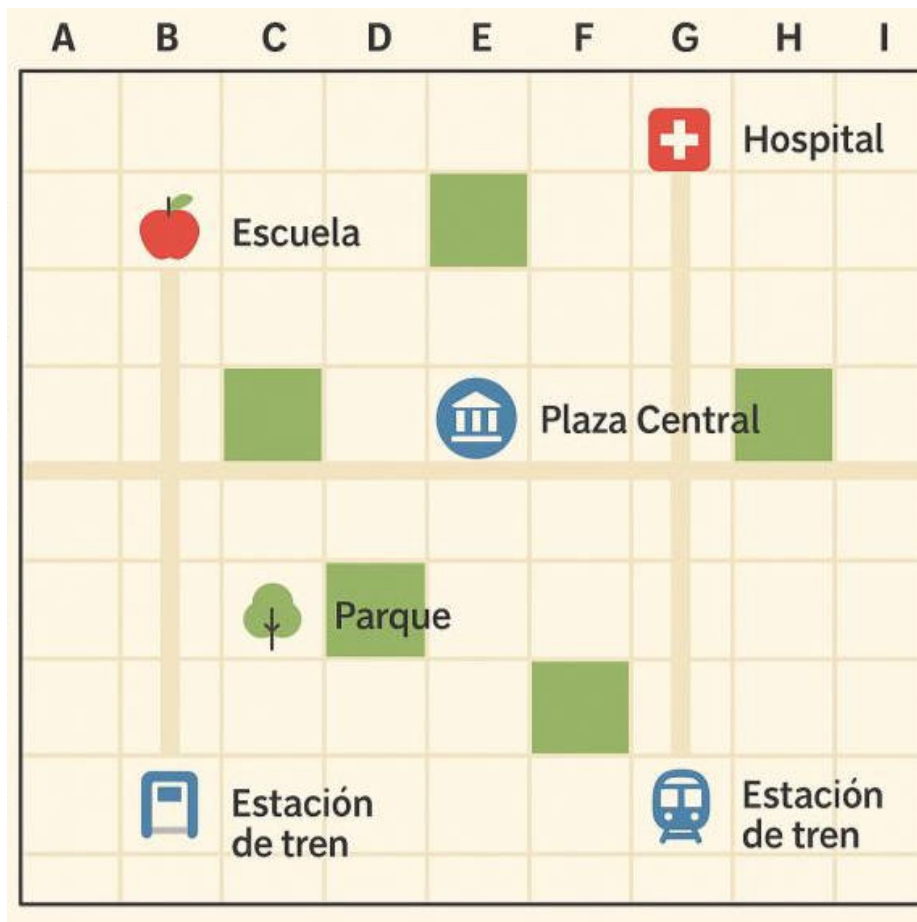 A B C D E F G H I
Hospital
Escuela
Plaza Central
Parque
Estación
de tren
Estación
de tren